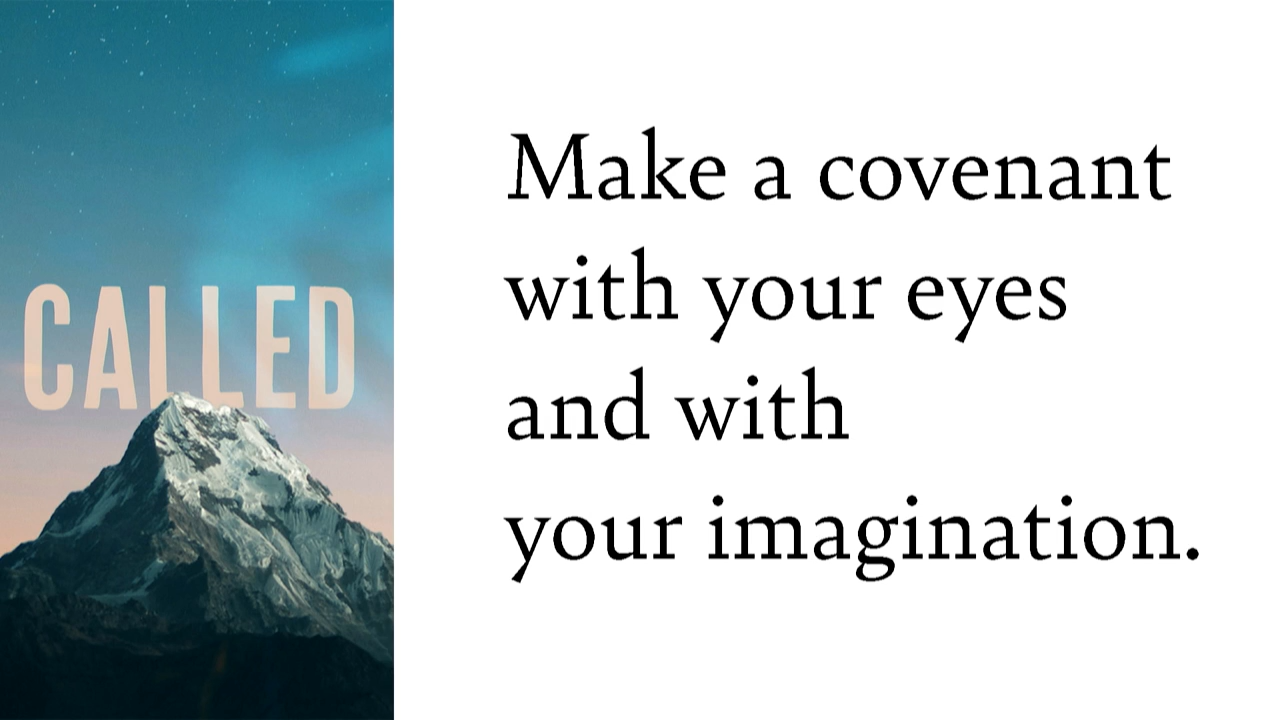 CALLED
Make a covenant
with your eyes
and with
your imagination.